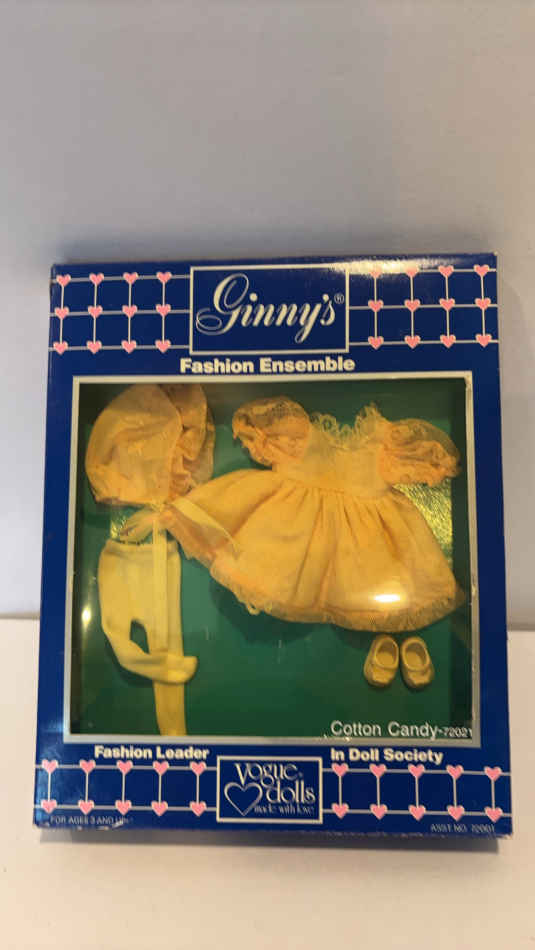 Ginny's®
Fashion Ensemble
Cotton Candy-72021
Fashion Leader
In Doll Society
Vogue®
dolls
made with love
FOR AGES 3 AND UP
ASST. NO. 72001